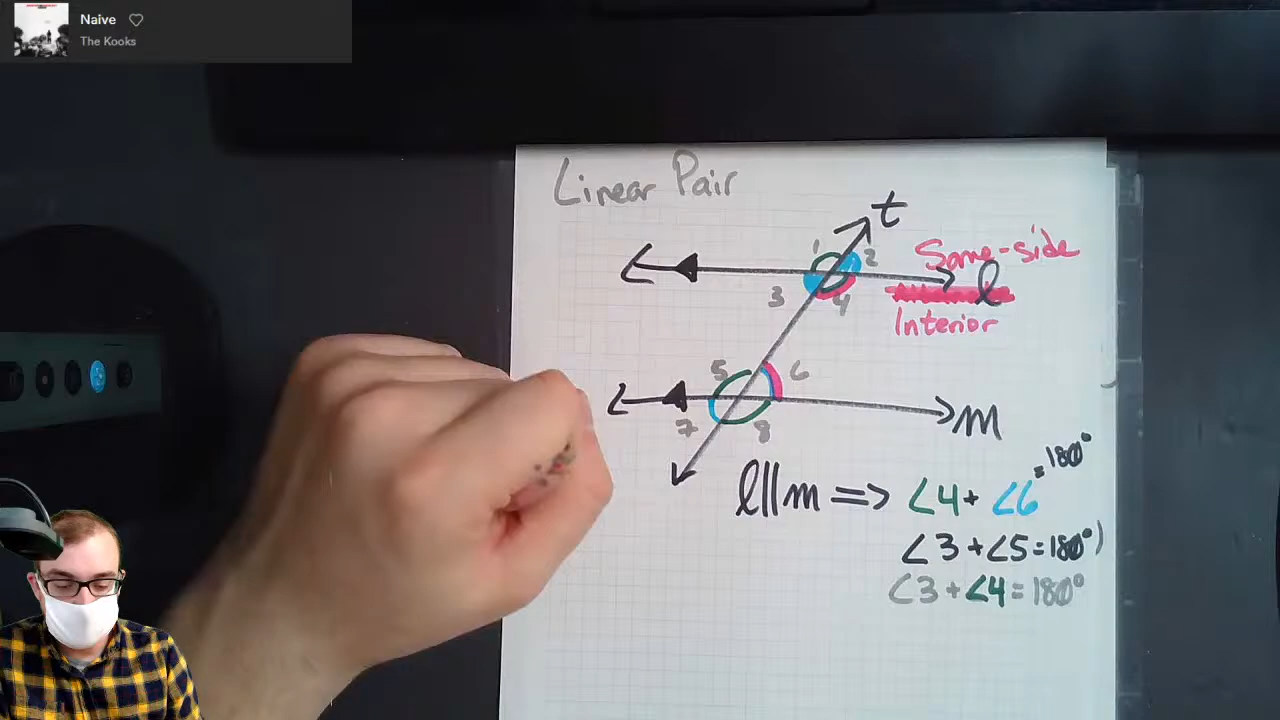 Naive
The Kooks
Linear Pair
t
1 2
Same-side
3 4
l
Interior
5 6
7 8
m
l||m => ∠4 + ∠6 = 180°
∠3 + ∠5 = 180°)
∠3 + ∠4 = 180°